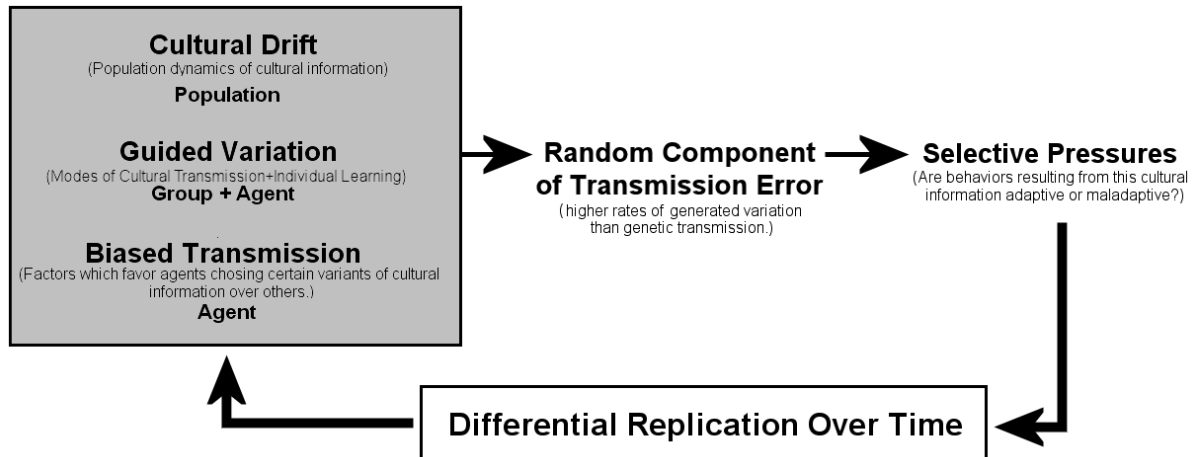 Cultural Drift
(Population dynamics of cultural information)
Population
Guided Variation
(Modes of Cultural Transmission+Individual Learning)
Group + Agent
Biased Transmission
(Factors which favor agents chosing certain variants of cultural
information over others.)
Agent
Random Component
of Transmission Error
(higher rates of generated variation
than genetic transmission.)
Selective Pressures
(Are behaviors resulting from this cultural
information adaptive or maladaptive?)
Differential Replication Over Time